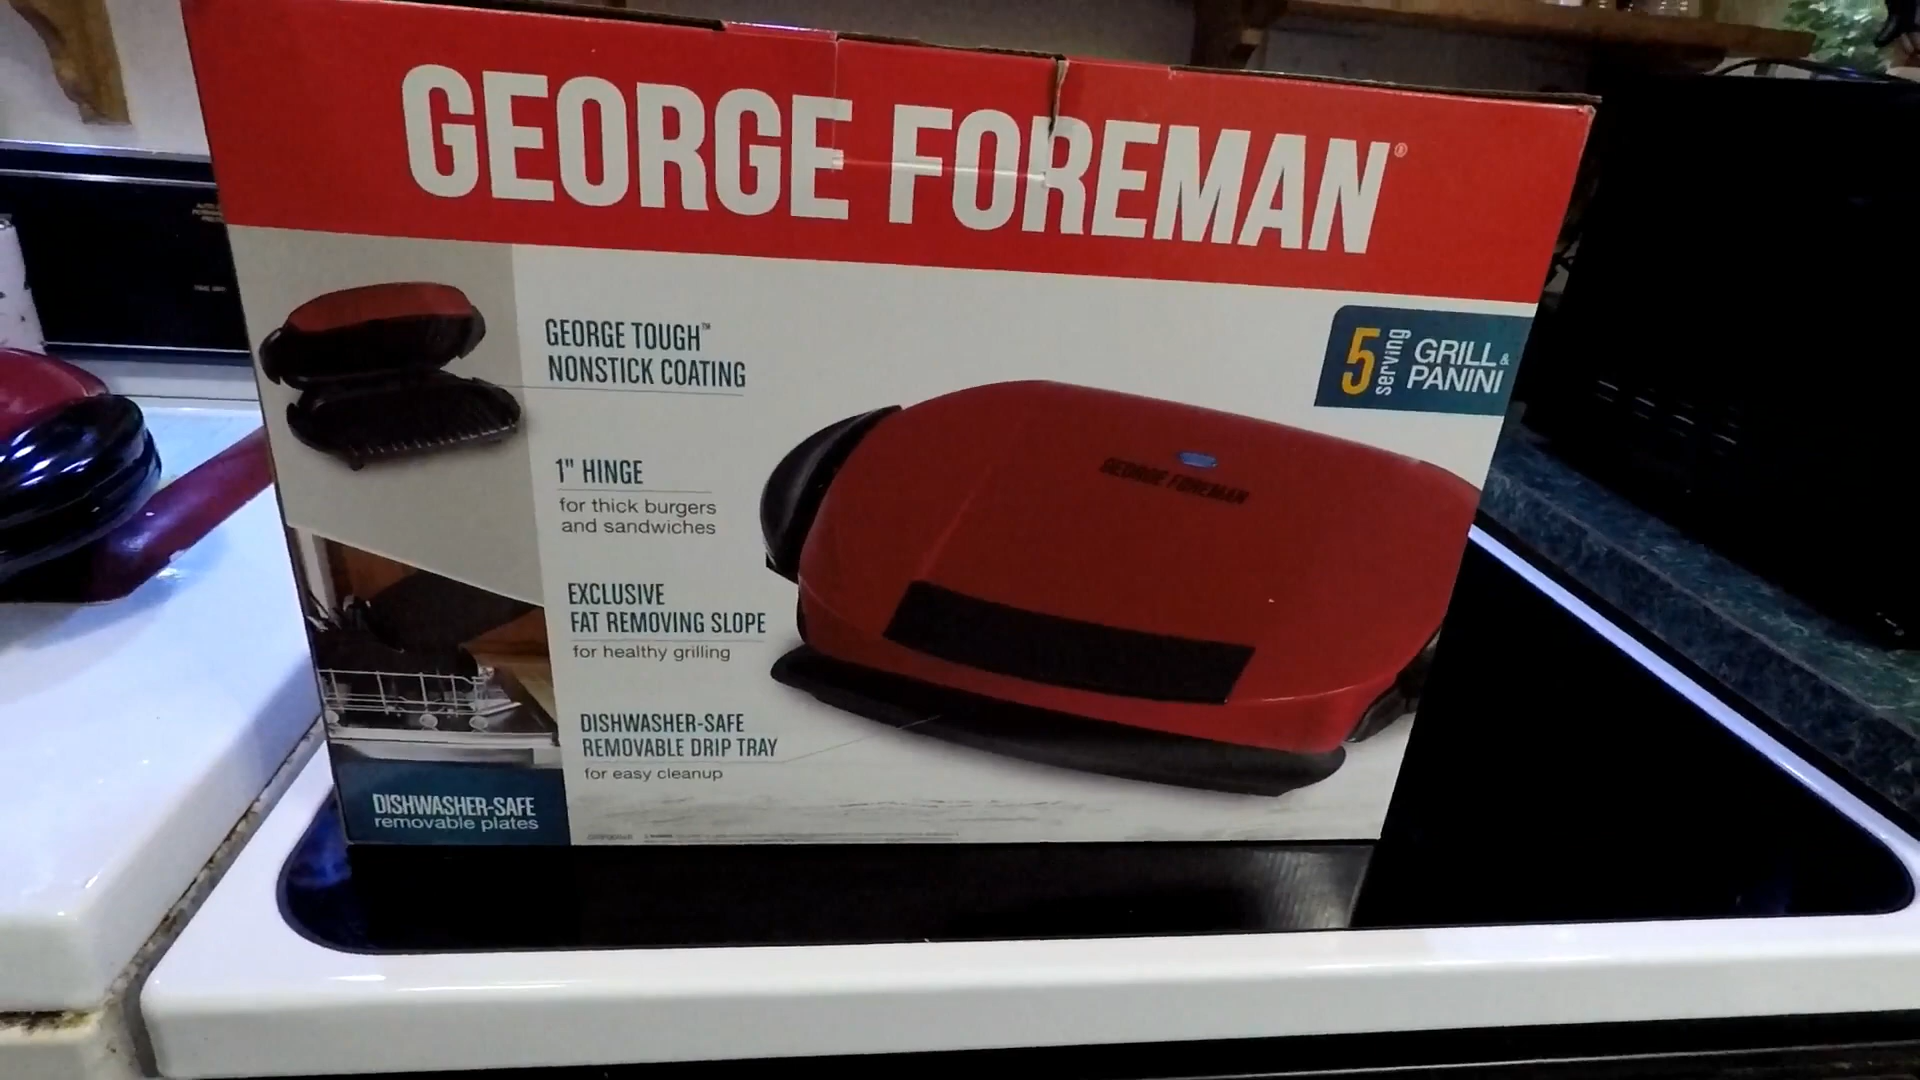 GEORGE FOREMAN®
GEORGE TOUGH™
NONSTICK COATING
5 serving
GRILL &
PANINI
GEORGE FOREMAN
1" HINGE
for thick burgers
and sandwiches
EXCLUSIVE
FAT REMOVING SLOPE
for healthy grilling
DISHWASHER-SAFE
REMOVABLE DRIP TRAY
for easy cleanup
DISHWASHER-SAFE
removable plates